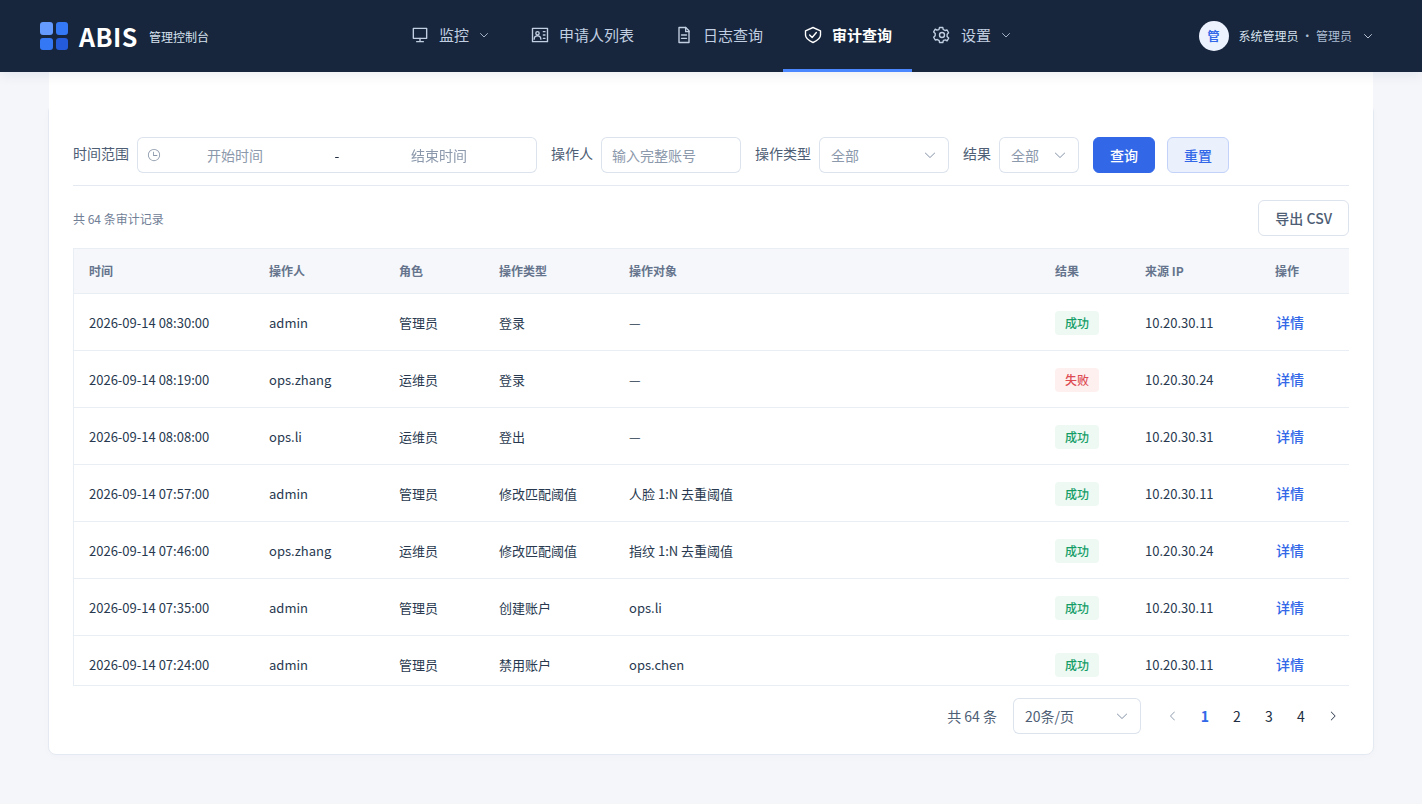 ABIS 管理控制台 监控 申请人列表 日志查询 审计查询 设置 管 系统管理员 · 管理员
时间范围 开始时间 - 结束时间 操作人 输入完整账号 操作类型 全部 结果 全部 查询 重置
共 64 条审计记录 导出 CSV
时间 操作人 角色 操作类型 操作对象 结果 来源 IP 操作
2026-09-14 08:30:00 admin 管理员 登录 — 成功 10.20.30.11 详情
2026-09-14 08:19:00 ops.zhang 运维员 登录 — 失败 10.20.30.24 详情
2026-09-14 08:08:00 ops.li 运维员 登出 — 成功 10.20.30.31 详情
2026-09-14 07:57:00 admin 管理员 修改匹配阈值 人脸 1:N 去重阈值 成功 10.20.30.11 详情
2026-09-14 07:46:00 ops.zhang 运维员 修改匹配阈值 指纹 1:N 去重阈值 成功 10.20.30.24 详情
2026-09-14 07:35:00 admin 管理员 创建账户 ops.li 成功 10.20.30.11 详情
2026-09-14 07:24:00 admin 管理员 禁用账户 ops.chen 成功 10.20.30.11 详情
共 64 条 20条/页 1 2 3 4